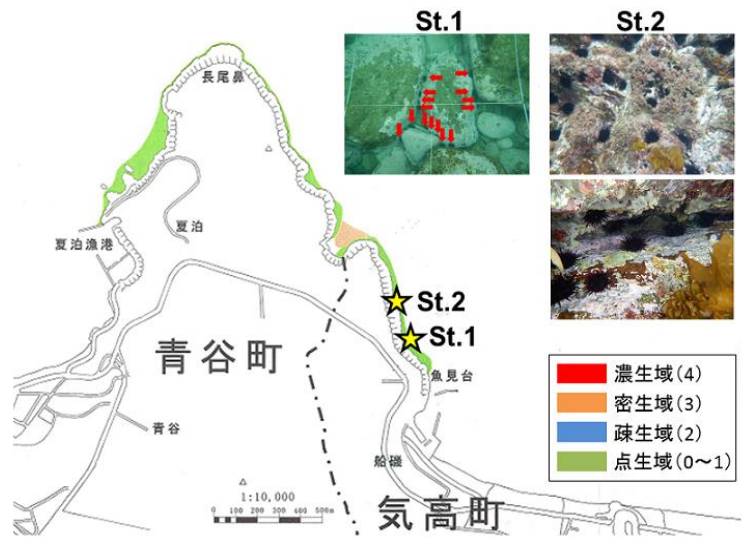 St.1
St.2
長尾鼻
夏泊
夏泊漁港
St.2
St.1
青谷町
魚見台
濃生域(4)
密生域(3)
疎生域(2)
点生域(0〜1)
青谷
船磯
1:10,000
0 100 200 300 400 500m
気高町